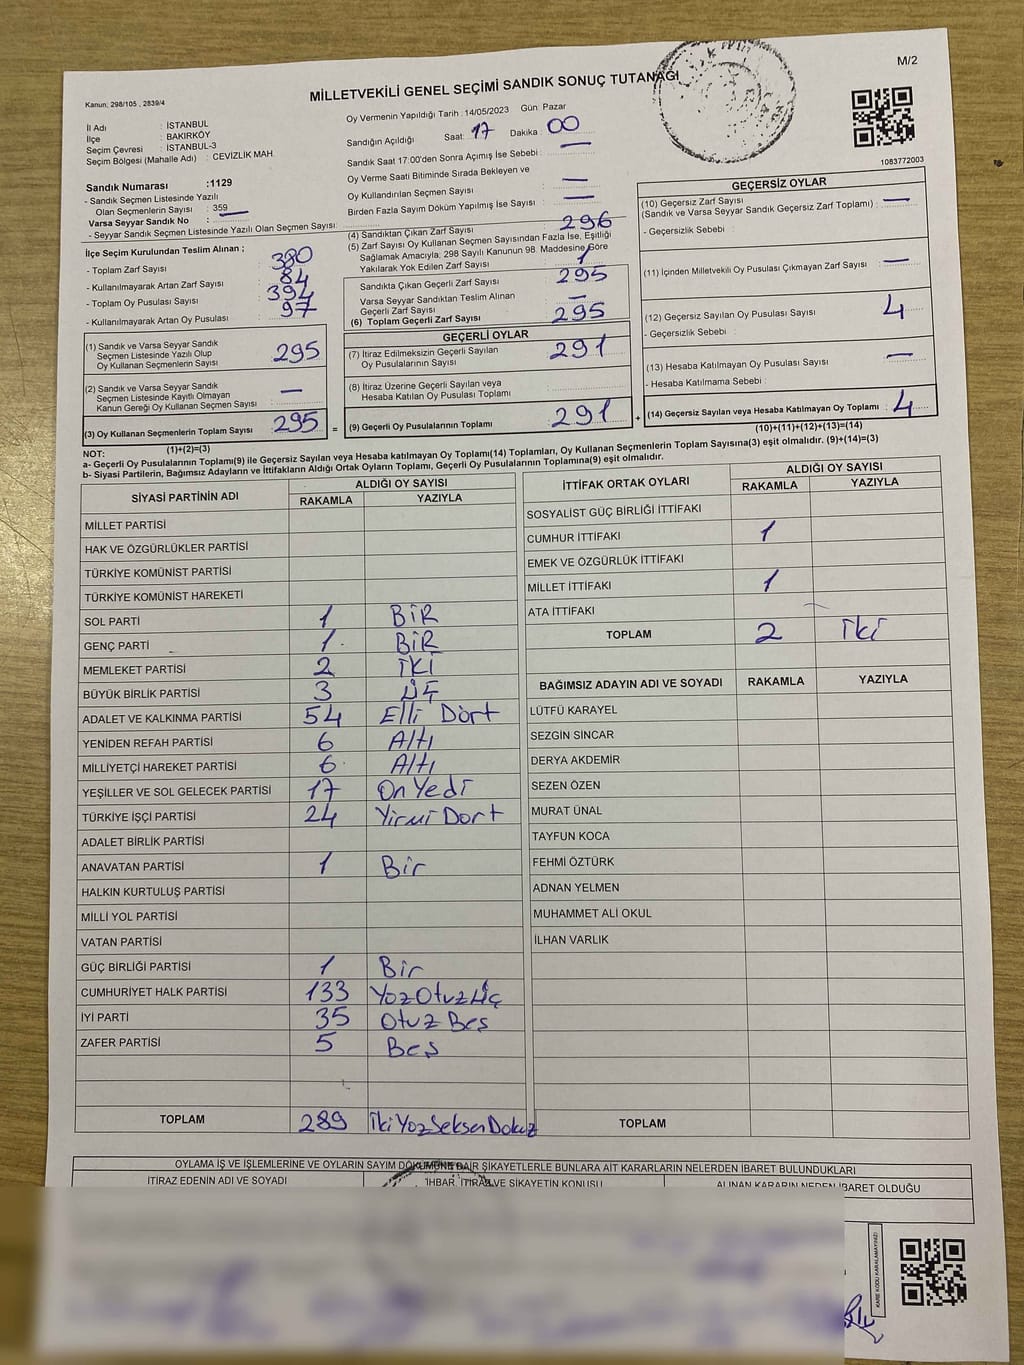 M/2
MİLLETVEKİLİ GENEL SEÇİMİ SANDIK SONUÇ TUTANAĞI
Kanun; 298/105 , 2839/4
İl Adı : İSTANBUL
İlçe : BAKIRKÖY
Seçim Çevresi : İSTANBUL-3
Seçim Bölgesi (Mahalle Adı) : CEVİZLİK MAH.
Sandık Numarası :1129
- Sandık Seçmen Listesinde Yazılı
Olan Seçmenlerin Sayısı : 359
Varsa Seyyar Sandık No :
- Seyyar Sandık Seçmen Listesinde Yazılı Olan Seçmen Sayısı:
Oy Vermenin Yapıldığı Tarih : 14/05/2023 Gün: Pazar
Sandığın Açıldığı Saat: 17 Dakika : 00
Sandık Saat 17:00'den Sonra Açımış İse Sebebi : —
Oy Verme Saati Bitiminde Sırada Bekleyen ve
Oy Kullandırılan Seçmen Sayısı : —
Birden Fazla Sayım Döküm Yapılmış İse Sayısı : —
1083772003
İlçe Seçim Kurulundan Teslim Alınan ;
- Toplam Zarf Sayısı : 380
- Kullanılmayarak Artan Zarf Sayısı : 84
- Toplam Oy Pusulası Sayısı : 394
- Kullanılmayarak Artan Oy Pusulası : 97
(4) Sandıktan Çıkan Zarf Sayısı : 296
(5) Zarf Sayısı Oy Kullanan Seçmen Sayısından Fazla İse, Eşitliği
Sağlamak Amacıyla, 298 Sayılı Kanunun 98. Maddesine Göre
Yakılarak Yok Edilen Zarf Sayısı : 1
Sandıkta Çıkan Geçerli Zarf Sayısı : 295
Varsa Seyyar Sandıktan Teslim Alınan
Geçerli Zarf Sayısı : —
(6) Toplam Geçerli Zarf Sayısı : 295
GEÇERSİZ OYLAR
(10) Geçersiz Zarf Sayısı : —
(Sandık ve Varsa Seyyar Sandık Geçersiz Zarf Toplamı)
- Geçersizlik Sebebi :
(11) İçinden Milletvekili Oy Pusulası Çıkmayan Zarf Sayısı : —
(12) Geçersiz Sayılan Oy Pusulası Sayısı : 4
- Geçersizlik Sebebi :
(13) Hesaba Katılmayan Oy Pusulası Sayısı : —
- Hesaba Katılmama Sebebi :
(14) Geçersiz Sayılan veya Hesaba Katılmayan Oy Toplamı : 4
(10)+(11)+(12)+(13)=(14)
(1) Sandık ve Varsa Seyyar Sandık
Seçmen Listesinde Yazılı Olup
Oy Kullanan Seçmenlerin Sayısı : 295
(2) Sandık ve Varsa Seyyar Sandık
Seçmen Listesinde Kayıtlı Olmayan
Kanun Gereği Oy Kullanan Seçmen Sayısı : —
(3) Oy Kullanan Seçmenlerin Toplam Sayısı : 295
(1)+(2)=(3)
GEÇERLİ OYLAR
(7) İtiraz Edilmeksizin Geçerli Sayılan
Oy Pusulalarının Sayısı : 291
(8) İtiraz Üzerine Geçerli Sayılan veya
Hesaba Katılan Oy Pusulası Toplamı :
= (9) Geçerli Oy Pusulalarının Toplamı : 291 +
NOT:
a- Geçerli Oy Pusulasının Toplamı(9) ile Geçersiz Sayılan veya Hesaba katılmayan Oy Toplamı(14) Toplamları, Oy Kullanan Seçmenlerin Toplam Sayısına(3) eşit olmalıdır. (9)+(14)=(3)
b- Siyasi Partilerin, Bağımsız Adayların ve İttifakların Aldığı Ortak Oyların Toplamı, Geçerli Oy Pusulalarının Toplamına(9) eşit olmalıdır.
SİYASİ PARTİNİN ADI ALDIĞI OY SAYISI
RAKAMLA YAZIYLA
MİLLET PARTİSİ
HAK VE ÖZGÜRLÜKLER PARTİSİ
TÜRKİYE KOMÜNİST PARTİSİ
TÜRKİYE KOMÜNİST HAREKETİ
SOL PARTİ 1 BİR
GENÇ PARTİ 1 BİR
MEMLEKET PARTİSİ 2 İKİ
BÜYÜK BİRLİK PARTİSİ 3 ÜÇ
ADALET VE KALKINMA PARTİSİ 54 Elli Dört
YENİDEN REFAH PARTİSİ 6 Altı
MİLLİYETÇİ HAREKET PARTİSİ 6 Altı
YEŞİLLER VE SOL GELECEK PARTİSİ 17 On Yedi
TÜRKİYE İŞÇİ PARTİSİ 24 Yirmi Dort
ADALET BİRLİK PARTİSİ
ANAVATAN PARTİSİ 1 Bir
HALKIN KURTULUŞ PARTİSİ
MİLLİ YOL PARTİSİ
VATAN PARTİSİ
GÜÇ BİRLİĞİ PARTİSİ 1 Bir
CUMHURİYET HALK PARTİSİ 133 YozOtuzÜç
İYİ PARTİ 35 Otuz Beş
ZAFER PARTİSİ 5 Beş
TOPLAM 289 İkiYozSeksenDokuz
İTTİFAK ORTAK OYLARI ALDIĞI OY SAYISI
RAKAMLA YAZIYLA
SOSYALİST GÜÇ BİRLİĞİ İTTİFAKI
CUMHUR İTTİFAKI 1
EMEK VE ÖZGÜRLÜK İTTİFAKI
MİLLET İTTİFAKI 1
ATA İTTİFAKI
TOPLAM 2 İki
BAĞIMSIZ ADAYIN ADI VE SOYADI RAKAMLA YAZIYLA
LÜTFÜ KARAYEL
SEZGİN SİNCAR
DERYA AKDEMİR
SEZEN ÖZEN
MURAT ÜNAL
TAYFUN KOCA
FEHMİ ÖZTÜRK
ADNAN YELMEN
MUHAMMET ALİ OKUL
İLHAN VARLIK
TOPLAM
OYLAMA İŞ VE İŞLEMLERİNE VE OYLARIN SAYIM DÖKÜMÜNE DAİR ŞİKAYETLERLE BUNLARA AİT KARARLARIN NELERDEN İBARET BULUNDUKLARI
İTİRAZ EDENİN ADI VE SOYADI İHBAR, İTİRAZ VE ŞİKAYETİN KONUSU ALINAN KARARIN NEDEN İBARET OLDUĞU
KARE KODU KARALAMAYINIZ!